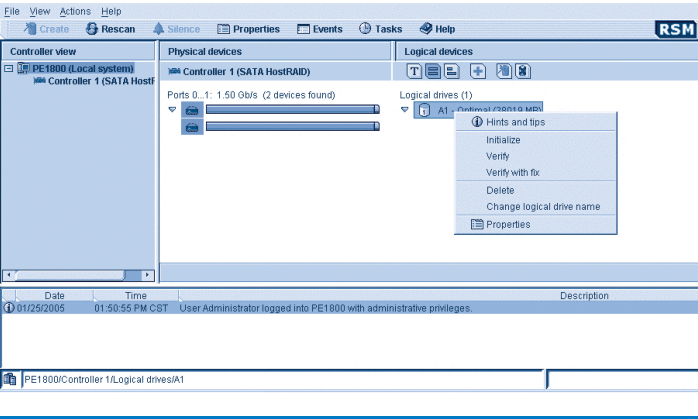 File View Actions Help
Create Rescan Silence Properties Events Tasks Help RSM
Controller view
Physical devices
Logical devices
PE1800 (Local system)
Controller 1 (SATA HostR
Controller 1 (SATA HostRAID)
Ports 0...1: 1.50 Gb/s (2 devices found)
Logical drives (1)
A1 - Optimal (38019 MB)
Hints and tips
Initialize
Verify
Verify with fix
Delete
Change logical drive name
Properties
Date Time Description
01/25/2005 01:50:55 PM CST User Administrator logged into PE1800 with administrative privileges.
PE1800/Controller 1/Logical drives/A1